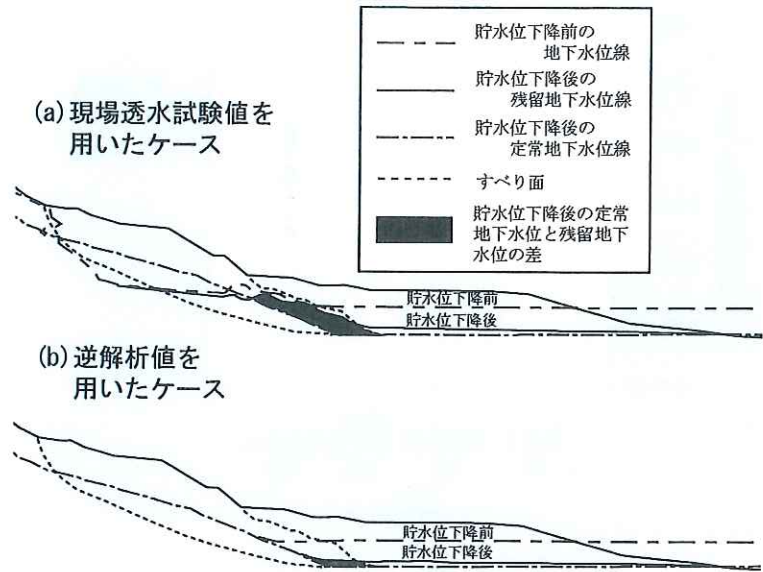 貯水位下降前の
地下水位線
貯水位下降後の
残留地下水位線
貯水位下降後の
定常地下水位線
すべり面
貯水位下降後の定常
地下水位と残留地下
水位の差
(a)現場透水試験値を
用いたケース
貯水位下降前
貯水位下降後
(b)逆解析値を
用いたケース
貯水位下降前
貯水位下降後